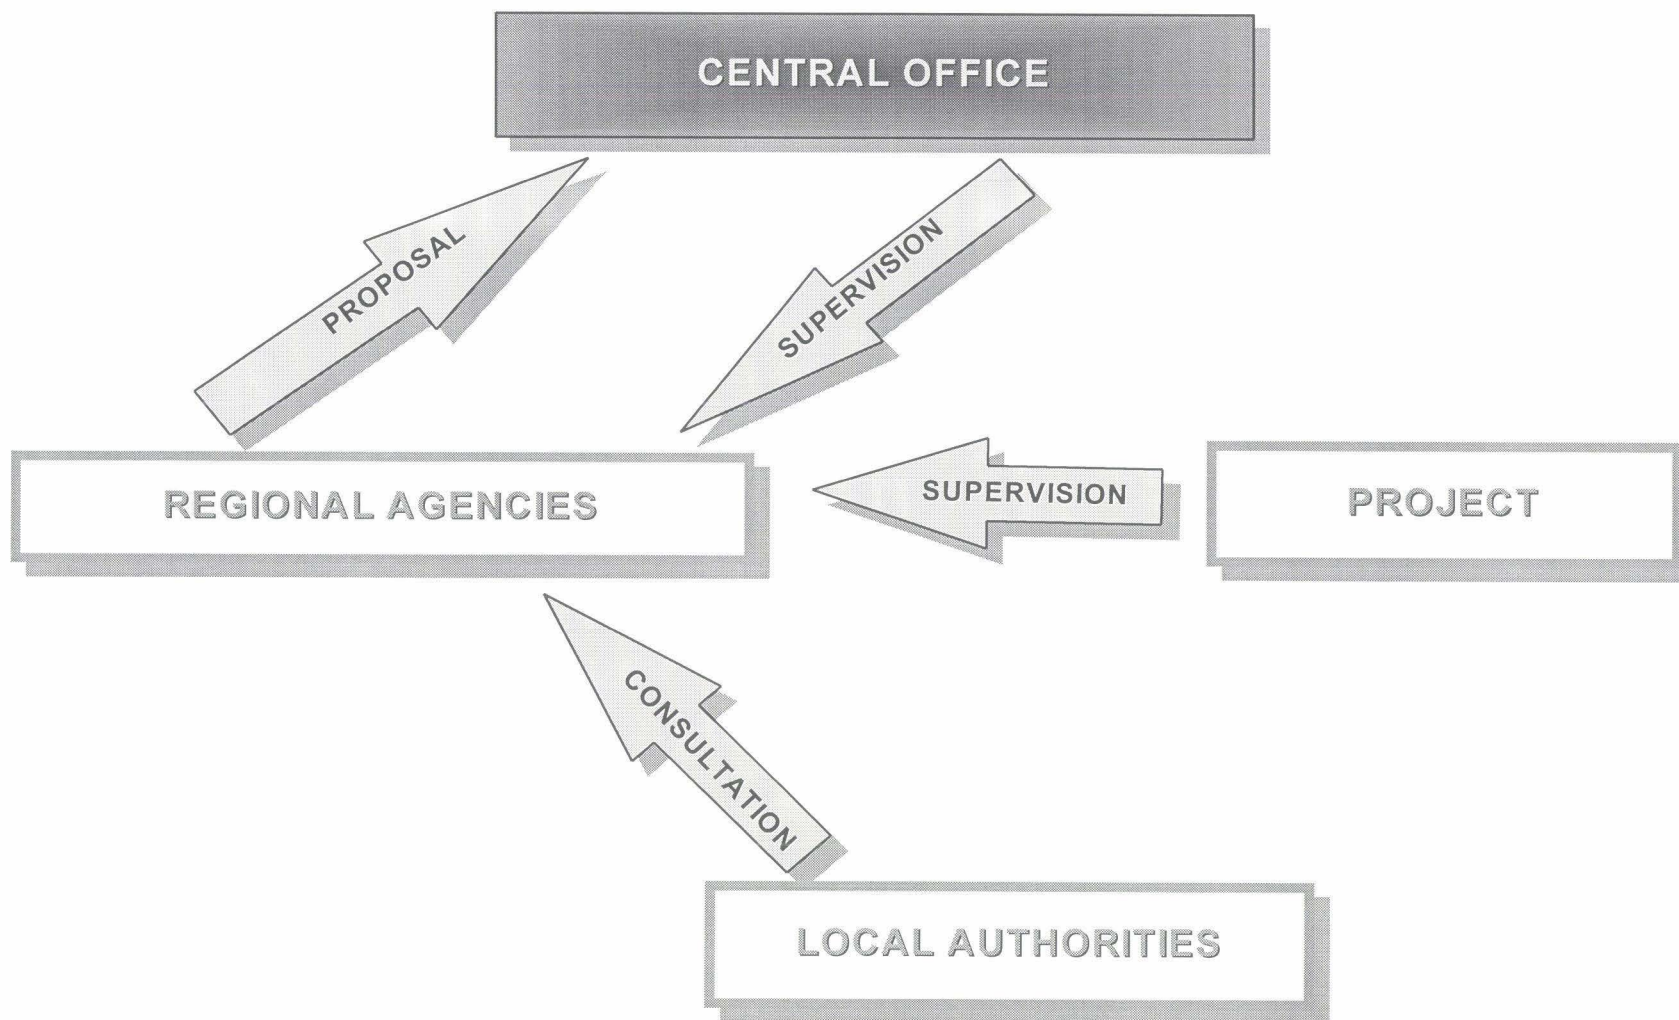 CENTRAL OFFICE
PROPOSAL
SUPERVISION
REGIONAL AGENCIES
SUPERVISION
PROJECT
CONSULTATION
LOCAL AUTHORITIES